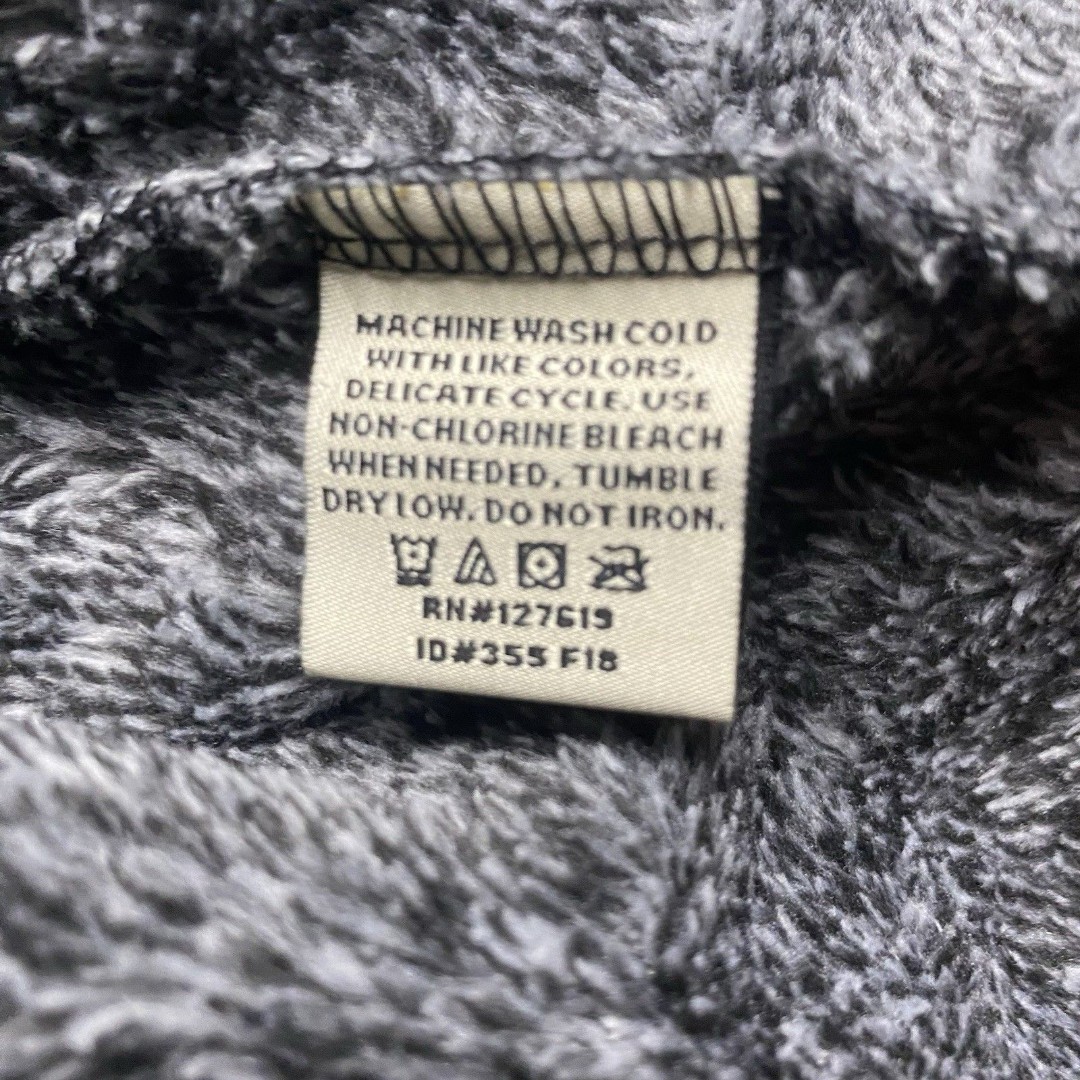 MACHINE WASH COLD
WITH LIKE COLORS,
DELICATE CYCLE. USE
NON-CHLORINE BLEACH
WHEN NEEDED. TUMBLE
DRY LOW. DO NOT IRON.
RN#127619
ID#355 F18